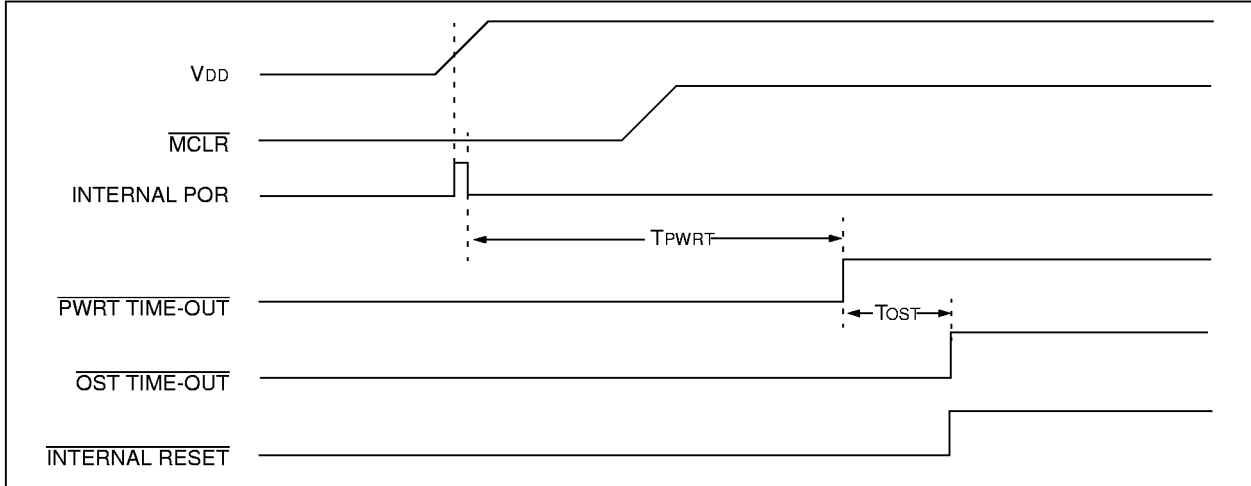 VDD
MCLR
INTERNAL POR
TPWRT
PWRT TIME-OUT
TOST
OST TIME-OUT
INTERNAL RESET